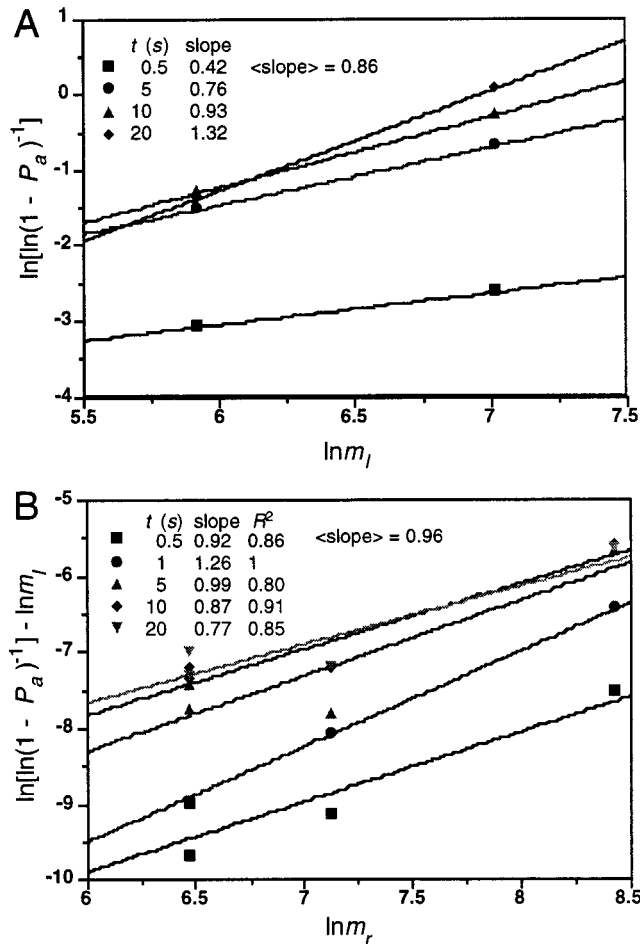 A
t (s) slope
■ 0.5 0.42 <slope> = 0.86
● 5 0.76
▲ 10 0.93
◆ 20 1.32
ln[ln(1 - Pₐ)⁻¹]
1
0
-1
-2
-3
-4
5.5 6 6.5 7 7.5
lnmₗ
B
t (s) slope R²
■ 0.5 0.92 0.86 <slope> = 0.96
● 1 1.26 1
▲ 5 0.99 0.80
◆ 10 0.87 0.91
▼ 20 0.77 0.85
ln[ln(1 - Pₐ)⁻¹] - lnmₗ
-5
-6
-7
-8
-9
-10
6 6.5 7 7.5 8 8.5
lnmᵣ